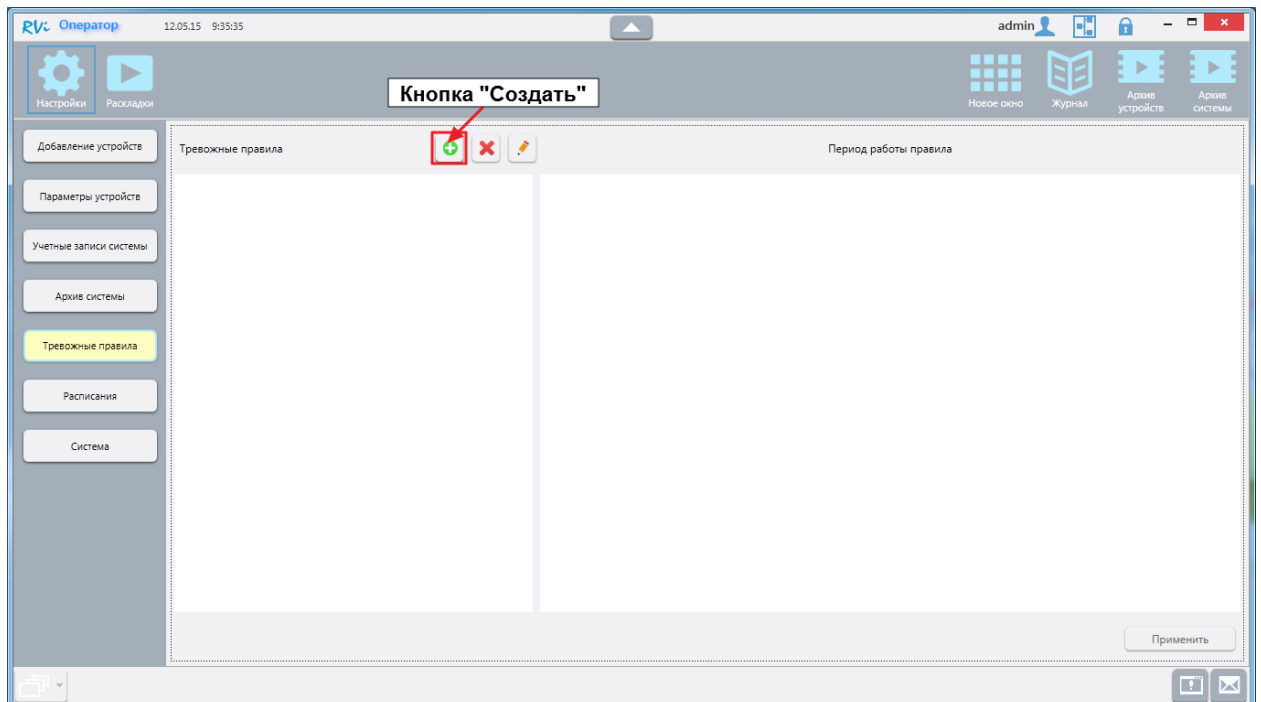 RVi Оператор 12.05.15 9:35:35 admin
Настройки Раскладки
Кнопка "Создать"
Новое окно Журнал Архив устройств Архив системы
Добавление устройств
Тревожные правила
Период работы правила
Параметры устройств
Учетные записи системы
Архив системы
Тревожные правила
Расписания
Система
Применить